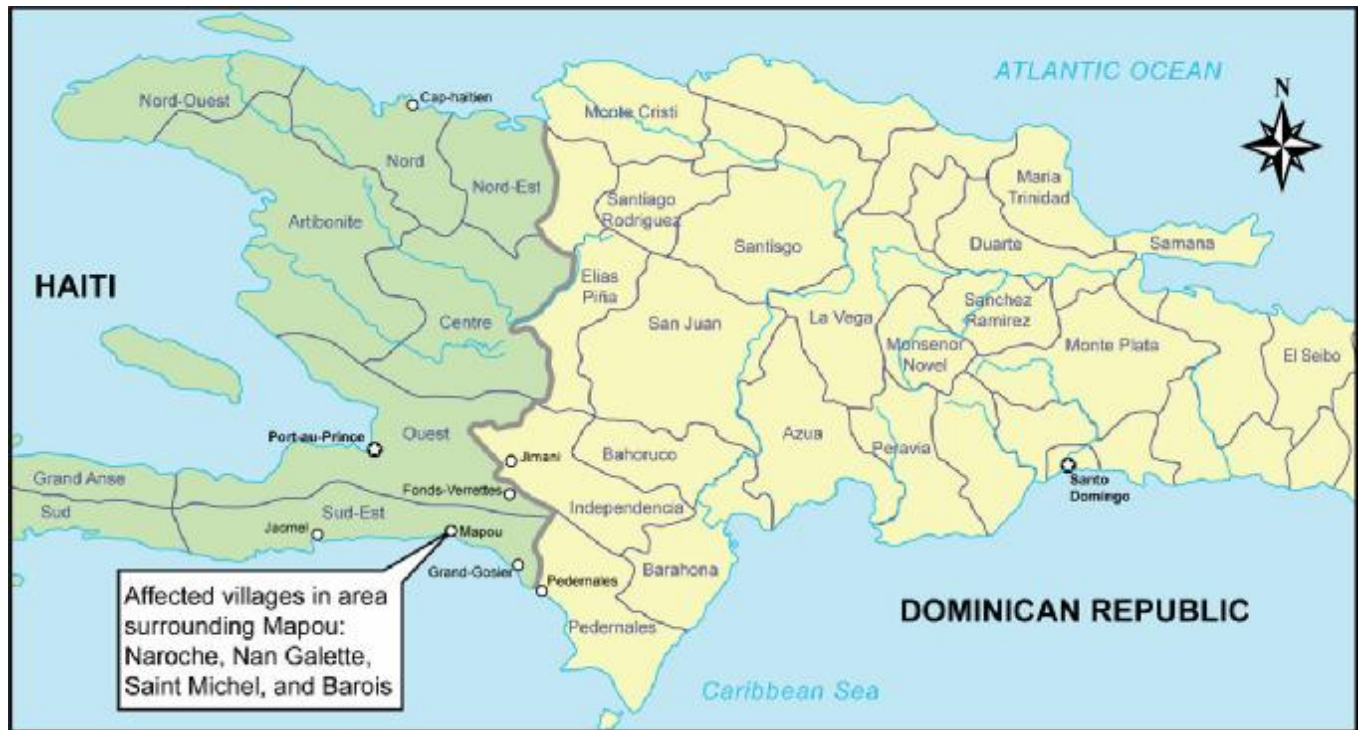 ATLANTIC OCEAN
N
Nord-Ouest
Cap-haitien
Monte Cristi
Nord
Nord-Est
Maria
Trinidad
Santiago
Rodriguez
Artibonite
Santisgo
Duarte
Samana
HAITI
Elias
Piña
Sanchez
Ramirez
Centre
San Juan
La Vega
Monsenor
Novel
Monte Plata
El Seibo
Port-au-Prince
Ouest
Azua
Peravia
Jimani
Bahoruco
Grand Anse
Fonds-Verrettes
Santo
Domingo
Sud
Sud-Est
Independencia
Jaomel
Mapou
Grand-Gosier
Pedernales
Barahona
Affected villages in area
surrounding Mapou:
Naroche, Nan Galette,
Saint Michel, and Barois
Pedernales
DOMINICAN REPUBLIC
Caribbean Sea